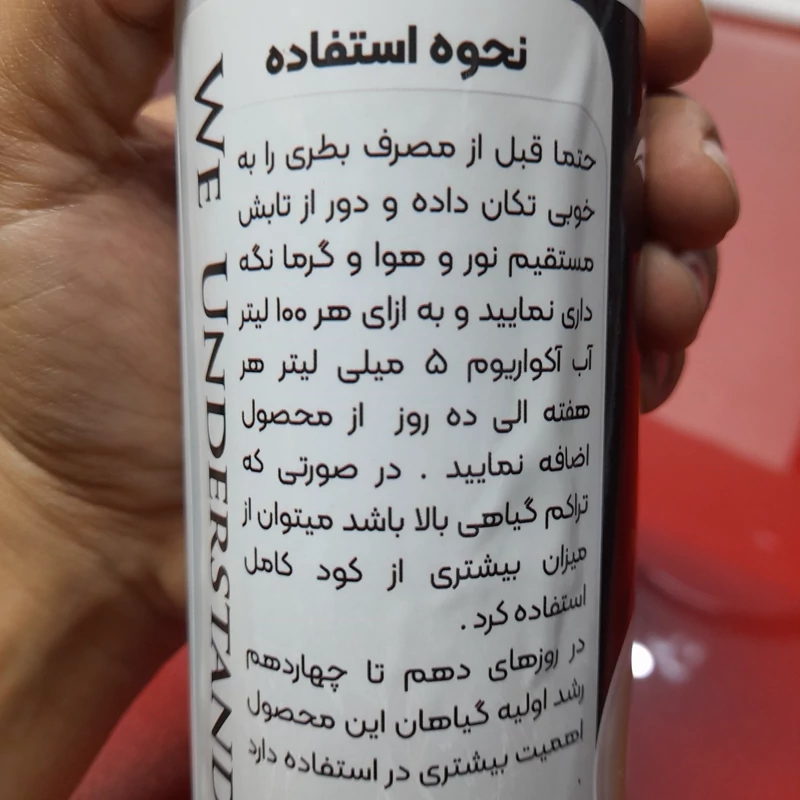 نحوه استفاده
حتما قبل از مصرف بطری را به
خوبی تکان داده و دور از تابش
مستقیم نور و هوا و گرما نگه
داری نمایید و به ازای هر ۱۰۰ لیتر
آب آکواریوم ۵ میلی لیتر هر
هفته الی ده روز از محصول
اضافه نمایید . در صورتی که
تراکم گیاهی بالا باشد میتوان از
میزان بیشتری از کود کامل
استفاده کرد .
در روزهای دهم تا چهاردهم
رشد اولیه گیاهان این محصول
اهمیت بیشتری در استفاده دارد
.
WE UNDERSTAND